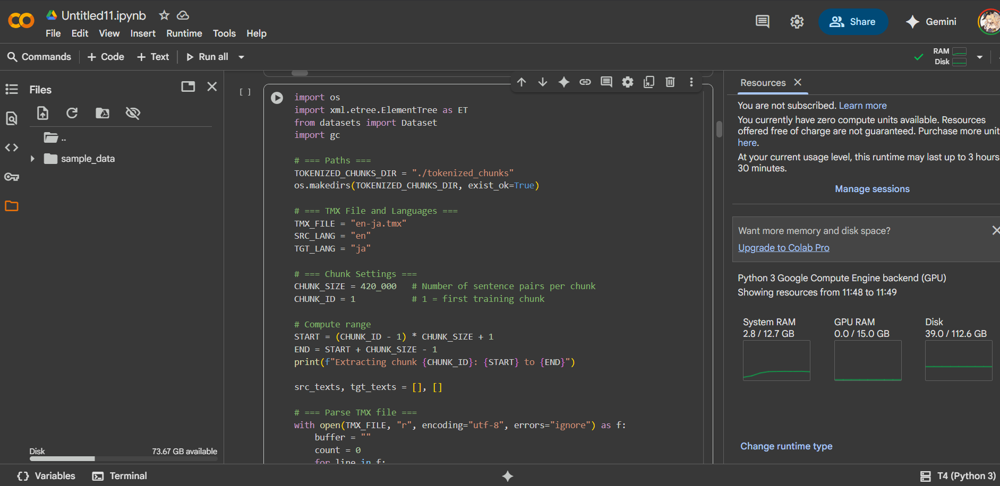 Untitled11.ipynb
File Edit View Insert Runtime Tools Help
Share
Gemini
Commands + Code + Text Run all
RAM
Disk
Files
..
sample_data
Disk 73.67 GB available
[ ]
import os
import xml.etree.ElementTree as ET
from datasets import Dataset
import gc
# === Paths ===
TOKENIZED_CHUNKS_DIR = "./tokenized_chunks"
os.makedirs(TOKENIZED_CHUNKS_DIR, exist_ok=True)
# === TMX File and Languages ===
TMX_FILE = "en-ja.tmx"
SRC_LANG = "en"
TGT_LANG = "ja"
# === Chunk Settings ===
CHUNK_SIZE = 420_000   # Number of sentence pairs per chunk
CHUNK_ID = 1           # 1 = first training chunk
# Compute range
START = (CHUNK_ID - 1) * CHUNK_SIZE + 1
END = START + CHUNK_SIZE - 1
print(f"Extracting chunk {CHUNK_ID}: {START} to {END}")
src_texts, tgt_texts = [], []
# === Parse TMX file ===
with open(TMX_FILE, "r", encoding="utf-8", errors="ignore") as f:
    buffer = ""
    count = 0
    for line in f:
Resources
You are not subscribed. Learn more
You currently have zero compute units available. Resources
offered free of charge are not guaranteed. Purchase more unit
here.
At your current usage level, this runtime may last up to 3 hours
30 minutes.
Manage sessions
Want more memory and disk space?
Upgrade to Colab Pro
Python 3 Google Compute Engine backend (GPU)
Showing resources from 11:48 to 11:49
System RAM
2.8 / 12.7 GB
GPU RAM
0.0 / 15.0 GB
Disk
39.0 / 112.6 GB
Change runtime type
Variables Terminal
T4 (Python 3)